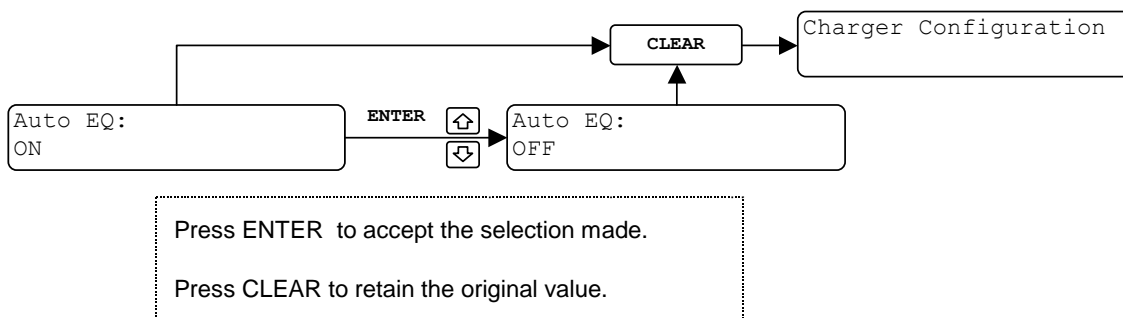 Charger Configuration
CLEAR
Auto EQ:
ON
ENTER
Auto EQ:
OFF
Press ENTER  to accept the selection made.
Press CLEAR to retain the original value.